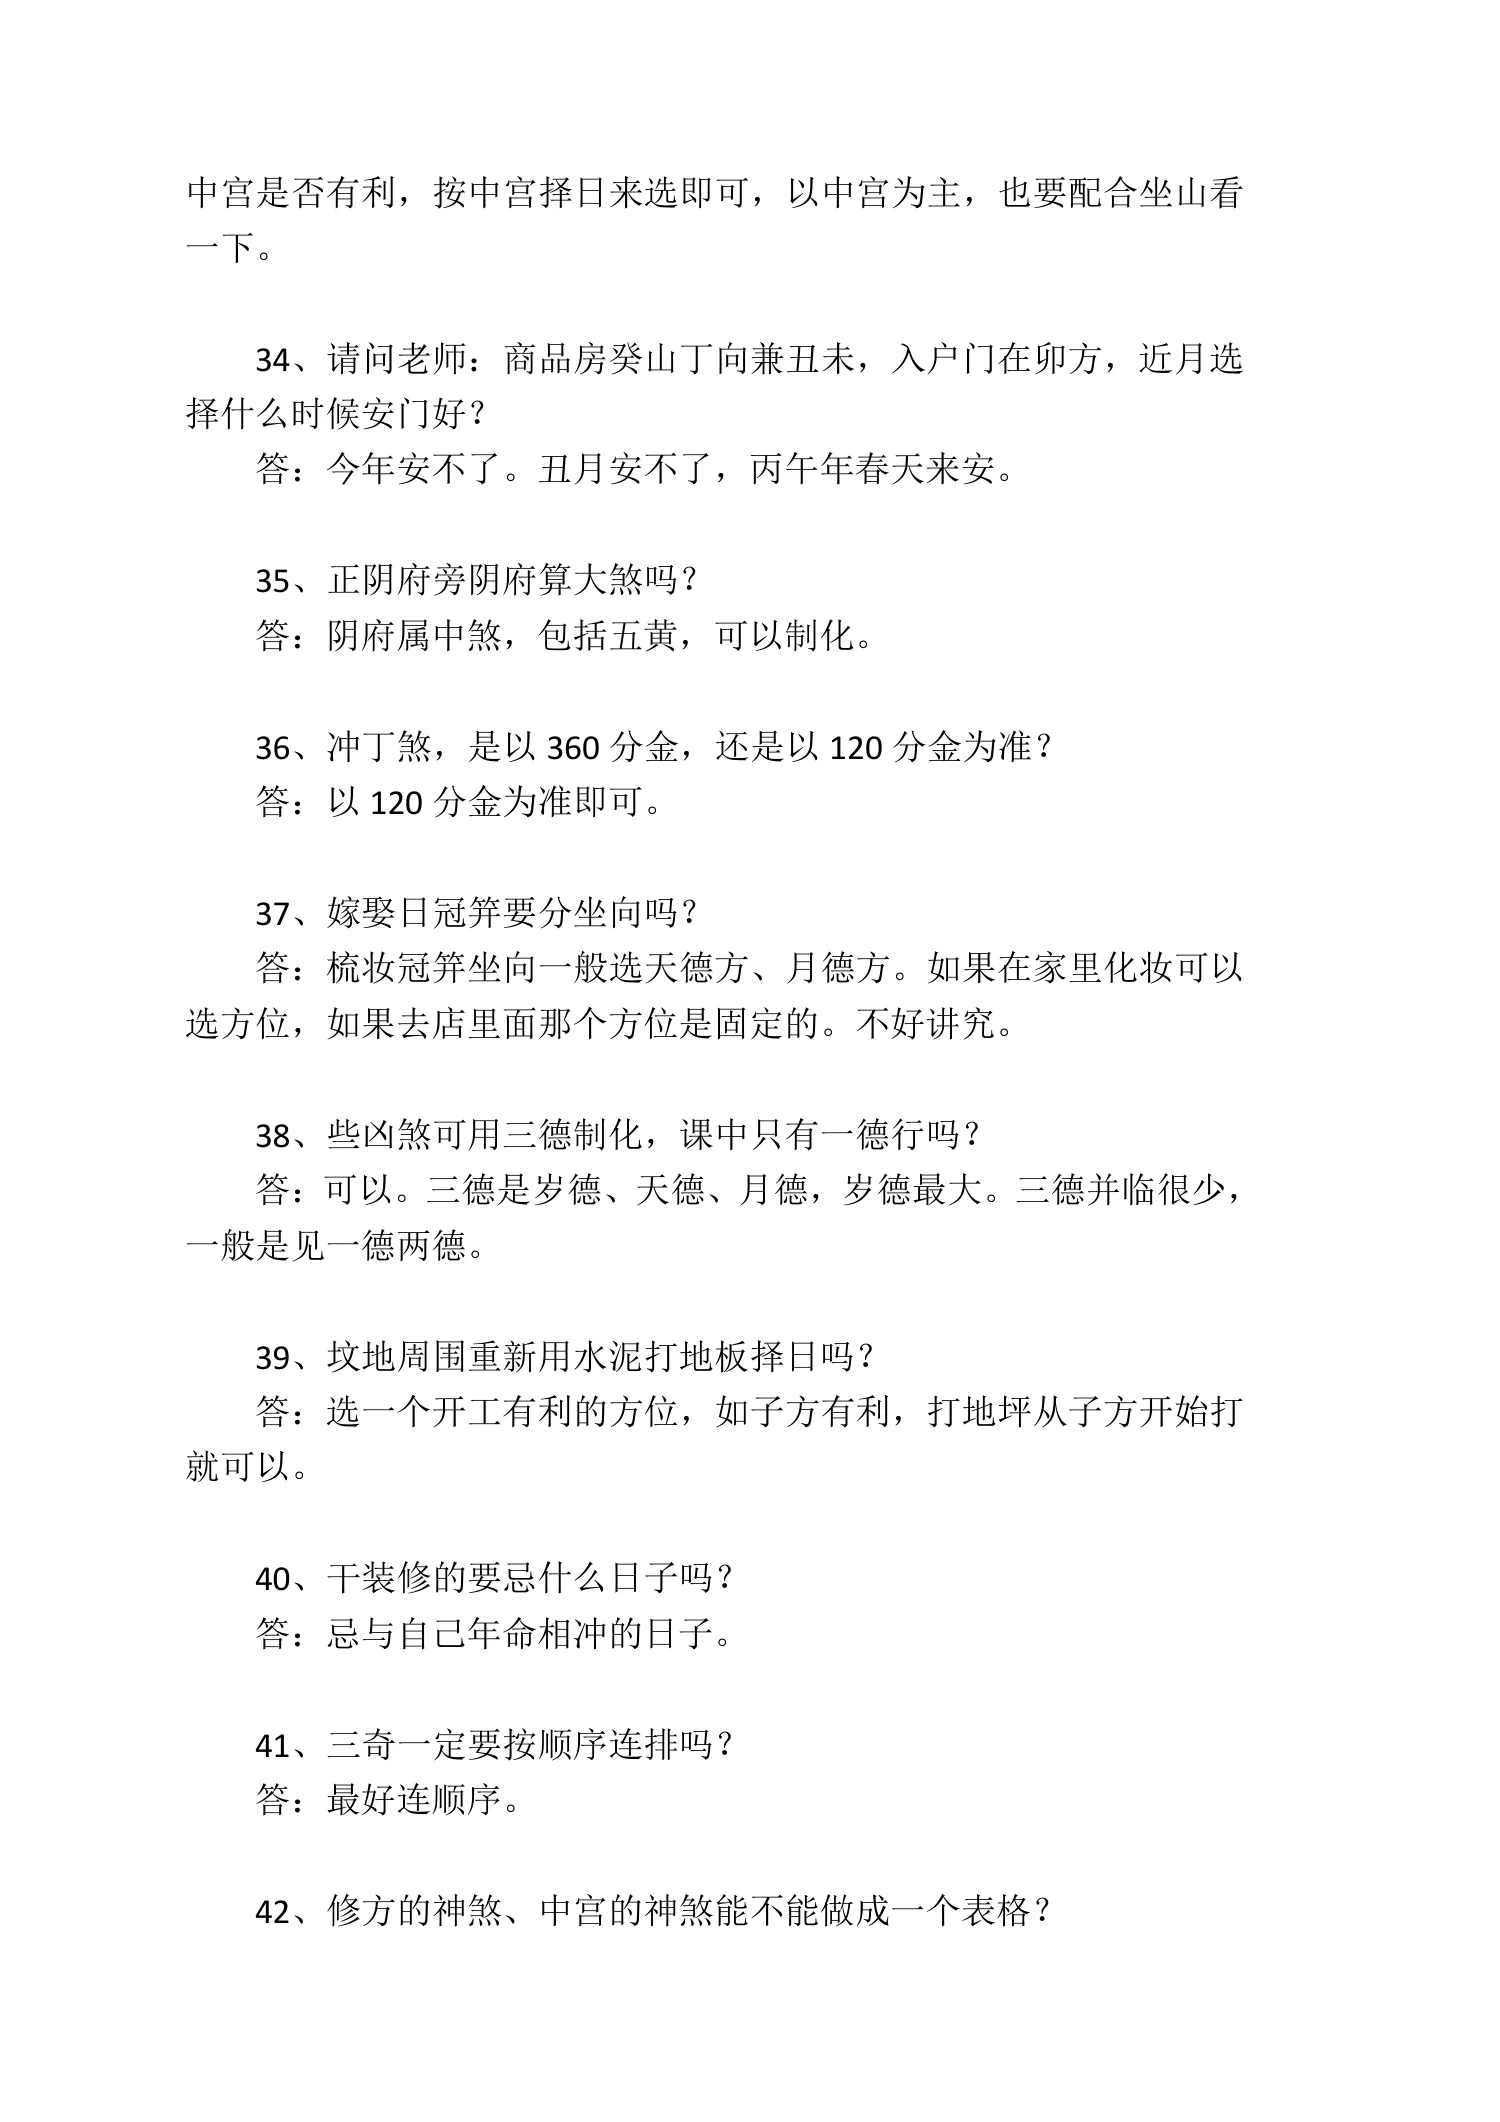 中宫是否有利，按中宫择日来选即可，以中宫为主，也要配合坐山看
一下。
34、请问老师：商品房癸山丁向兼丑未，入户门在卯方，近月选
择什么时候安门好？
答：今年安不了。丑月安不了，丙午年春天来安。
35、正阴府旁阴府算大煞吗？
答：阴府属中煞，包括五黄，可以制化。
36、冲丁煞，是以 360 分金，还是以 120 分金为准？
答：以 120 分金为准即可。
37、嫁娶日冠笄要分坐向吗？
答：梳妆冠笄坐向一般选天德方、月德方。如果在家里化妆可以
选方位，如果去店里面那个方位是固定的。不好讲究。
38、些凶煞可用三德制化，课中只有一德行吗？
答：可以。三德是岁德、天德、月德，岁德最大。三德并临很少，
一般是见一德两德。
39、坟地周围重新用水泥打地板择日吗？
答：选一个开工有利的方位，如子方有利，打地坪从子方开始打
就可以。
40、干装修的要忌什么日子吗？
答：忌与自己年命相冲的日子。
41、三奇一定要按顺序连排吗？
答：最好连顺序。
42、修方的神煞、中宫的神煞能不能做成一个表格？